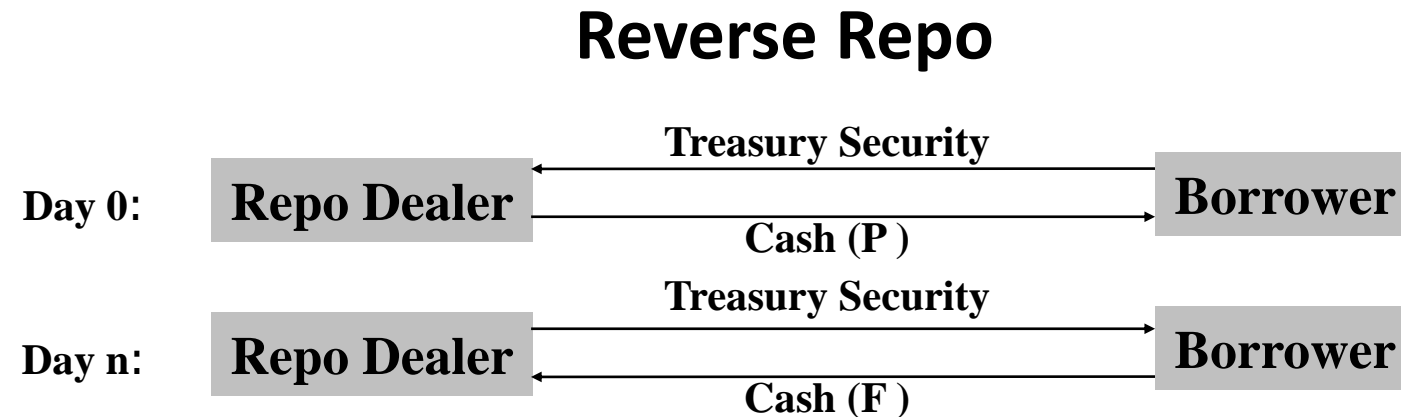 Reverse Repo
Treasury Security
Day 0: Repo Dealer Borrower
Cash (P )
Treasury Security
Day n: Repo Dealer Borrower
Cash (F )